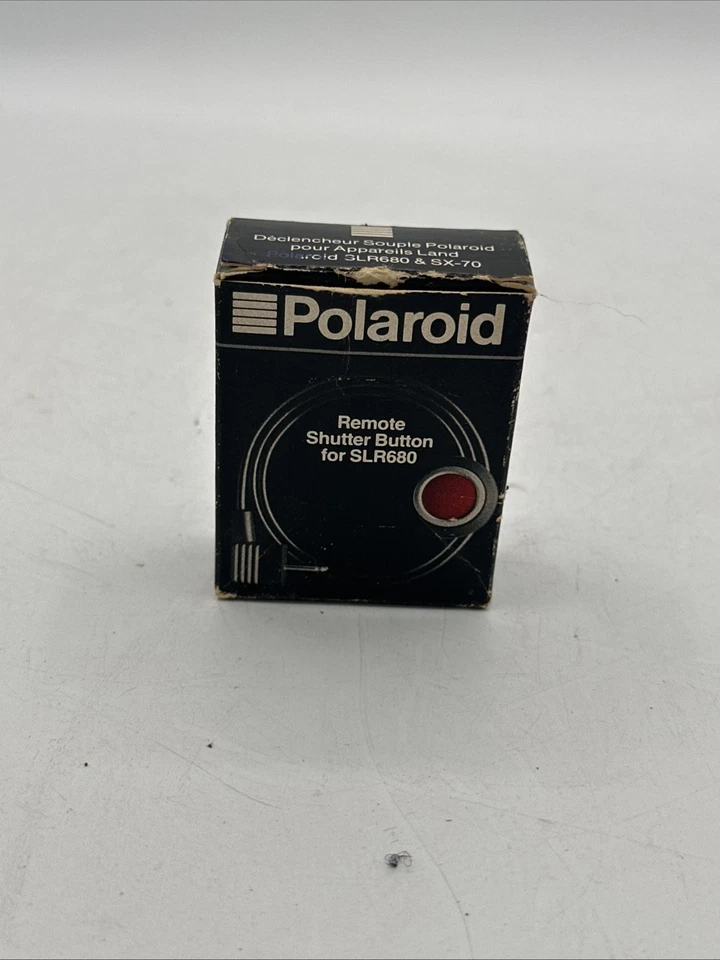 Déclencheur Souple Polaroid
pour Appareils Land
Polaroid SLR680 & SX-70
Polaroid
Remote
Shutter Button
for SLR680